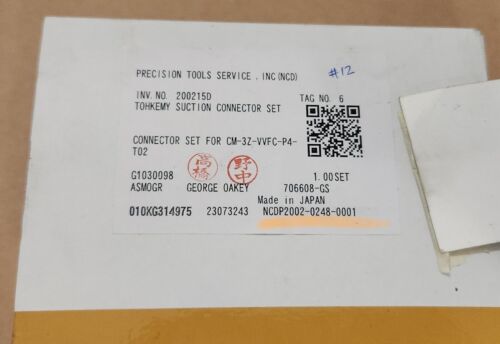 PRECISION TOOLS SERVICE . INC(NCD)
#12
INV. NO. 200215D
TAG NO. 6
TOHKEMY SUCTION CONNECTOR SET
CONNECTOR SET FOR CM-3Z-VVFC-P4-
T02
高橋
野中
G1030098
1.00SET
ASMOGR GEORGE OAKEY 706608-GS
Made in JAPAN
010KG314975 23073243 NCDP2002-0248-0001